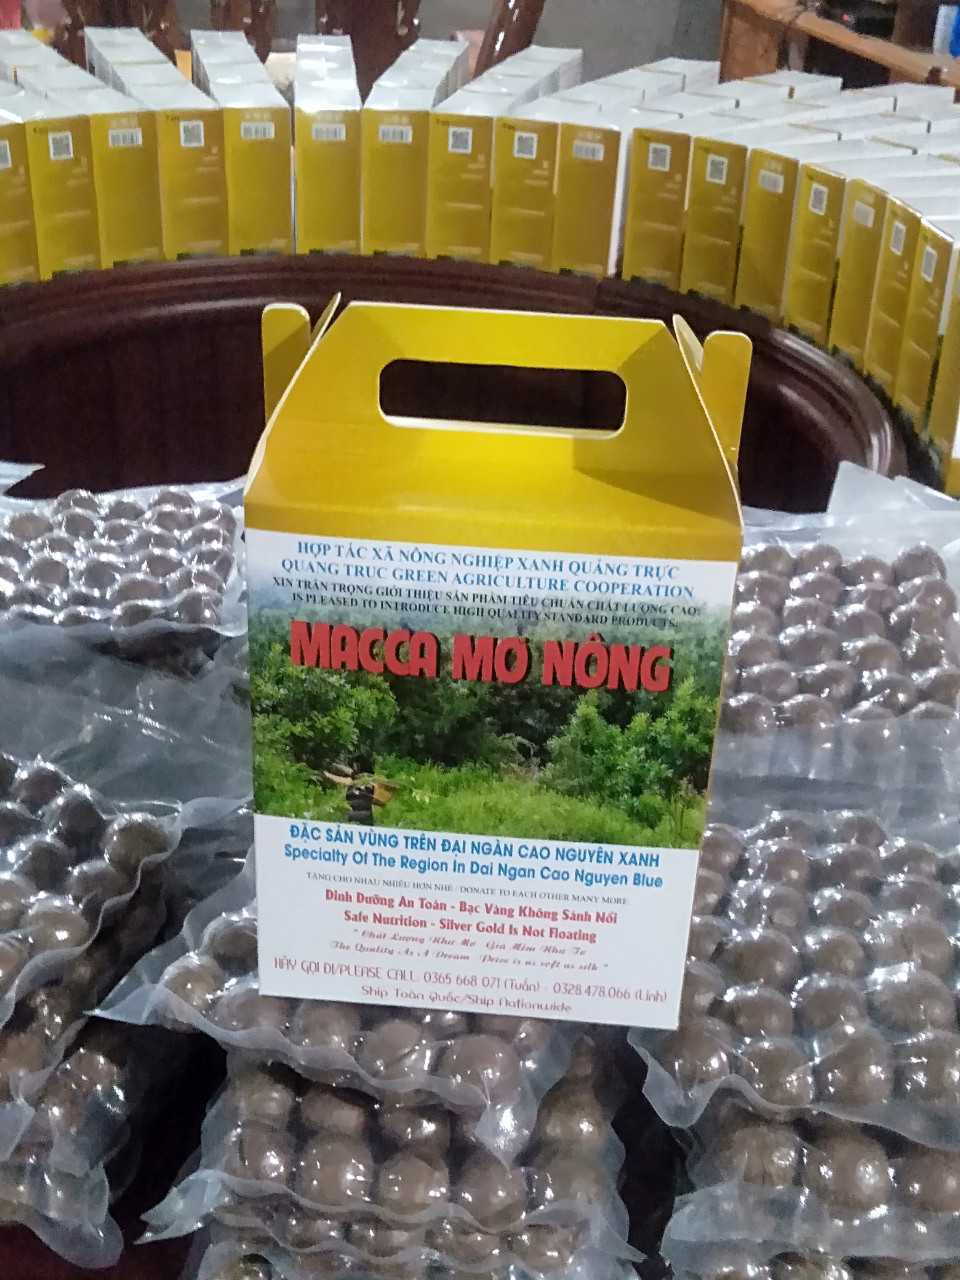 HỢP TÁC XÃ NÔNG NGHIỆP XANH QUẢNG TRỰC
QUANG TRUC GREEN AGRICULTURE COOPERATION
XIN TRÂN TRỌNG GIỚI THIỆU SẢN PHẨM TIÊU CHUẨN CHẤT LƯỢNG CAO:
IS PLEASED TO INTRODUCE HIGH QUALITY STANDARD PRODUCTS:
MACCA MƠ NÔNG
ĐẶC SẢN VÙNG TRÊN ĐẠI NGÀN CAO NGUYÊN XANH
Specialty Of The Region In Dai Ngan Cao Nguyen Blue
TẶNG CHO NHAU NHIỀU HƠN NHÉ / DONATE TO EACH OTHER MANY MORE
Dinh Dưỡng An Toàn - Bạc Vàng Không Sánh Nổi
Safe Nutrition - Silver Gold Is Not Floating
" Chất Lượng Như Mơ Giá Mềm Như Tơ
The Quality As A Dream Price is as soft as silk "
HÃY GỌI ĐI/PLEASE CALL 0365 668 071 (Tuấn) - 0328.478.066 (Lĩnh)
Ship Toàn Quốc/Ship Nationwide